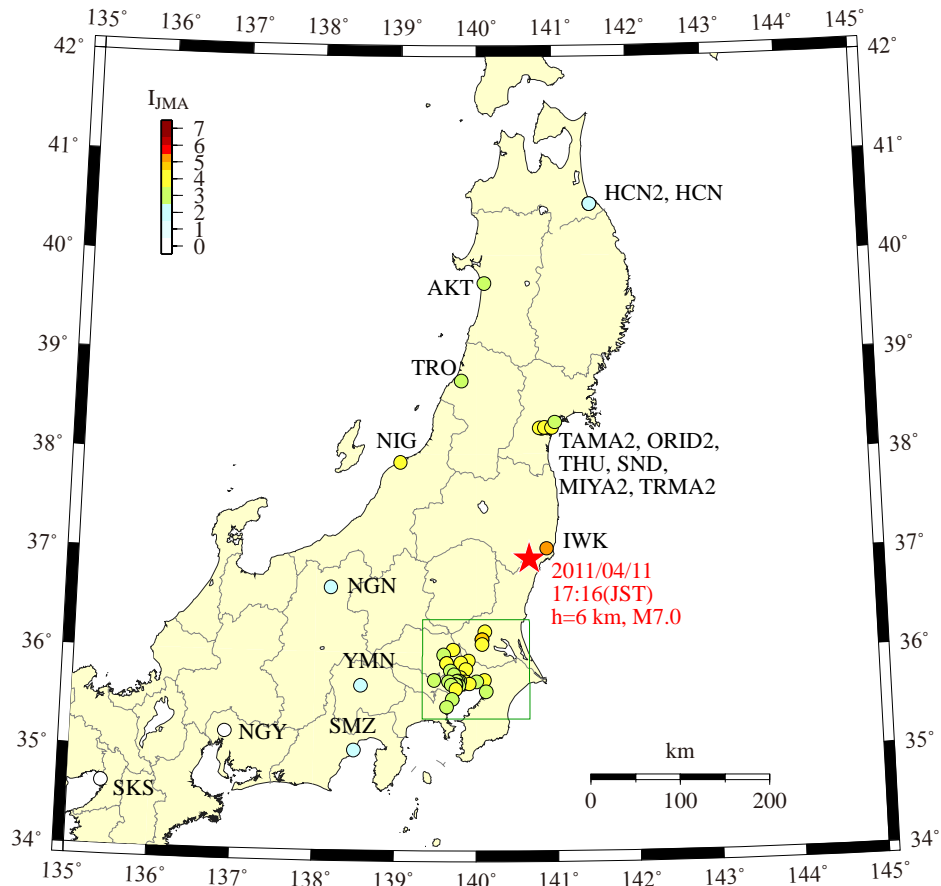 135˚ 136˚ 137˚ 138˚ 139˚ 140˚ 141˚ 142˚ 143˚ 144˚ 145˚
42˚ 42˚
I_JMA
7
6
5
4
3
2
1
0
41˚ 41˚
HCN2, HCN
40˚ 40˚
AKT
39˚ 39˚
TRO
38˚ 38˚
NIG
TAMA2, ORID2,
THU, SND,
MIYA2, TRMA2
37˚ 37˚
IWK
2011/04/11
17:16(JST)
h=6 km, M7.0
NGN
36˚ 36˚
YMN
NGY
SMZ
35˚ 35˚
SKS
km
0 100 200
34˚ 34˚
135˚ 136˚ 137˚ 138˚ 139˚ 140˚ 141˚ 142˚ 143˚ 144˚ 145˚